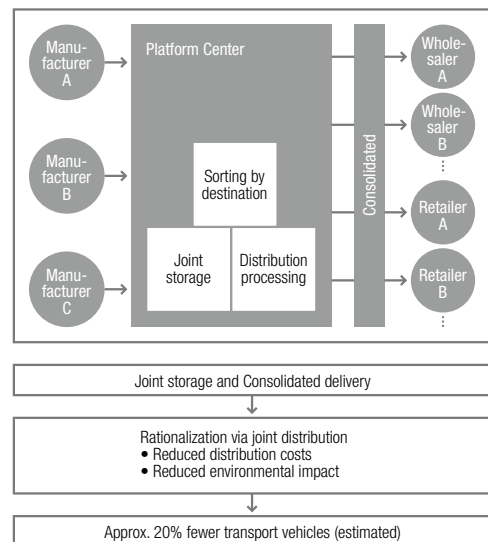 Manu-
facturer
A
Manu-
facturer
B
Manu-
facturer
C
Platform Center
Sorting by
destination
Joint
storage
Distribution
processing
Consolidated
Whole-
saler
A
Whole-
saler
B
⋮
Retailer
A
Retailer
B
⋮
Joint storage and Consolidated delivery
Rationalization via joint distribution
• Reduced distribution costs
• Reduced environmental impact
Approx. 20% fewer transport vehicles (estimated)